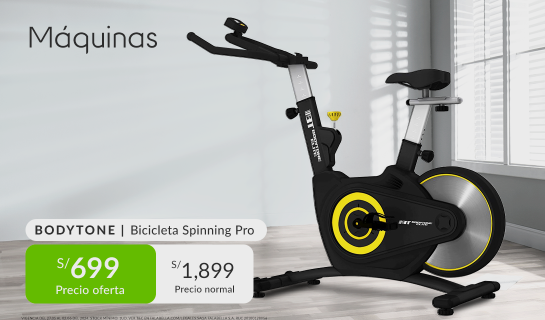 Máquinas
BODYTONE | Bicicleta Spinning Pro
S/699
Precio oferta
S/1,899
Precio normal